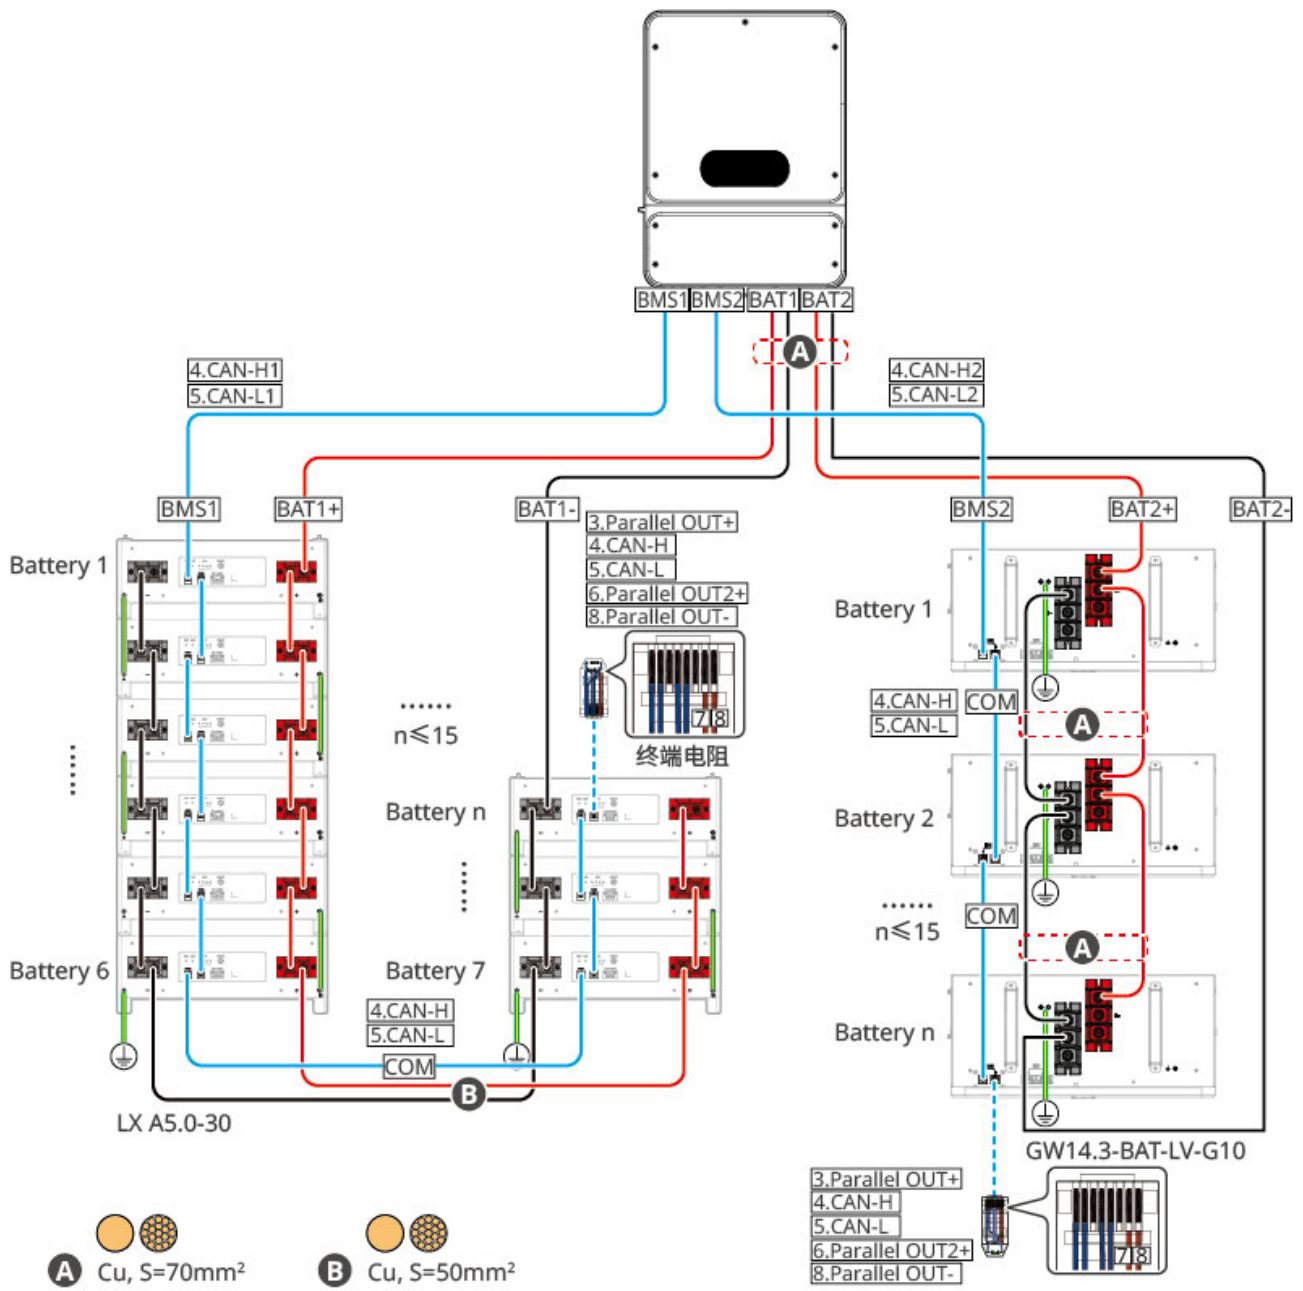 BMS1 BMS2 BAT1 BAT2
A
4.CAN-H1
5.CAN-L1
4.CAN-H2
5.CAN-L2
BMS1 BAT1+ BAT1- BMS2 BAT2+ BAT2-
3.Parallel OUT+
4.CAN-H
5.CAN-L
6.Parallel OUT2+
8.Parallel OUT-
7 8
终端电阻
Battery 1
......
n≤15
Battery n
......
Battery 6
Battery 7
......
4.CAN-H
5.CAN-L
COM
B
LX A5.0-30
Battery 1
4.CAN-H
5.CAN-L
COM
A
Battery 2
......
n≤15
COM
A
Battery n
GW14.3-BAT-LV-G10
3.Parallel OUT+
4.CAN-H
5.CAN-L
6.Parallel OUT2+
8.Parallel OUT-
7 8
A Cu, S=70mm²
B Cu, S=50mm²